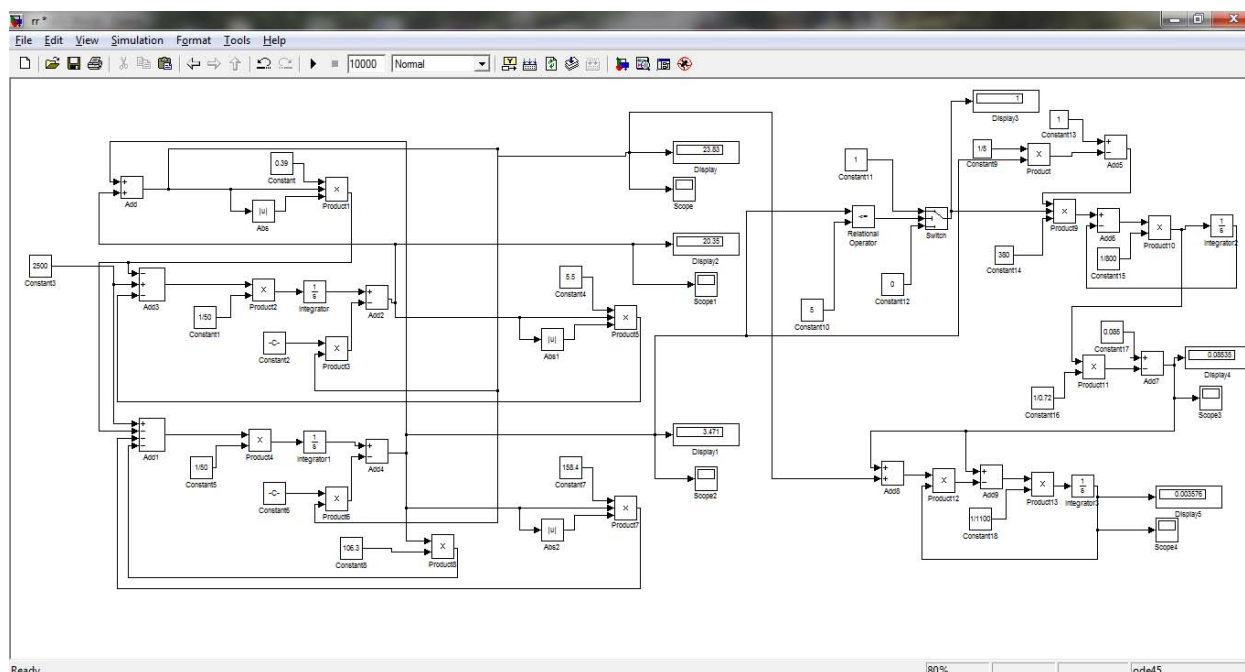 rr *
File Edit View Simulation Format Tools Help
10000 Normal
1
Display3
1
Constant13
23.83
Display
1/5
Constant9
×
Product
+
−
Add5
1
Constant11
0.39
Constant
×
Product1
+
+
Add
|u|
Abs
Scope
<=
Relational
Operator
Switch
×
Product9
+
−
Add6
×
Product10
1
s
Integrator2
20.35
Display2
380
Constant14
1/800
Constant15
2500
Constant3
−
+
−
Add3
×
Product2
1
s
Integrator
+
−
Add2
5.5
Constant4
Scope1
0
Constant12
1/50
Constant1
×
Product5
5
Constant10
-C-
Constant2
×
Product3
|u|
Abs1
0.085
Constant17
×
Product11
+
−
Add7
0.08535
Display4
1/0.72
Constant16
Scope3
+
−
−
−
Add1
×
Product4
1
s
Integrator1
+
−
Add4
3.471
Display1
1/50
Constant5
158.4
Constant7
Scope2
+
+
Add8
×
Product12
+
−
Add9
×
Product13
1
s
Integrator3
-C-
Constant6
×
Product6
×
Product7
0.003576
Display5
|u|
Abs2
1/1100
Constant18
Scope4
106.3
Constant8
×
Product8
Ready 80% ode45